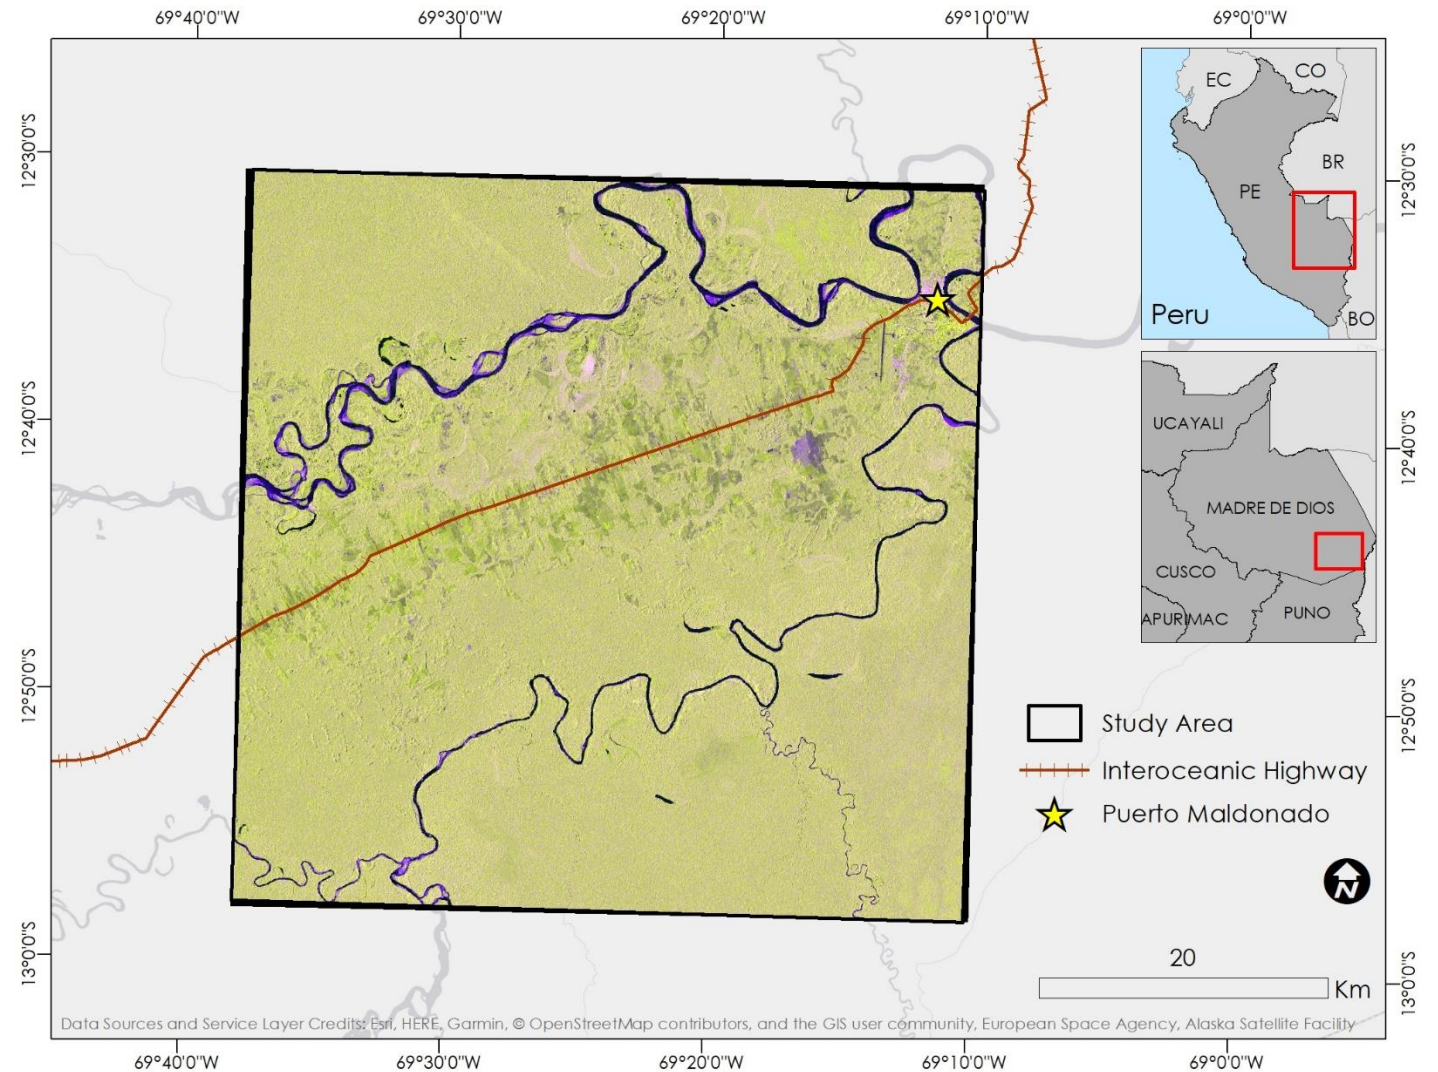 69°40'0"W 69°30'0"W 69°20'0"W 69°10'0"W 69°0'0"W
12°30'0"S
12°40'0"S
12°50'0"S
13°0'0"S
EC
CO
BR
PE
BO
Peru
UCAYALI
MADRE DE DIOS
CUSCO
APURIMAC
PUNO
12°30'0"S
12°40'0"S
12°50'0"S
13°0'0"S
Study Area
Interoceanic Highway
Puerto Maldonado
N
20
Km
Data Sources and Service Layer Credits: Esri, HERE, Garmin, © OpenStreetMap contributors, and the GIS user community, European Space Agency, Alaska Satellite Facility
69°40'0"W 69°30'0"W 69°20'0"W 69°10'0"W 69°0'0"W